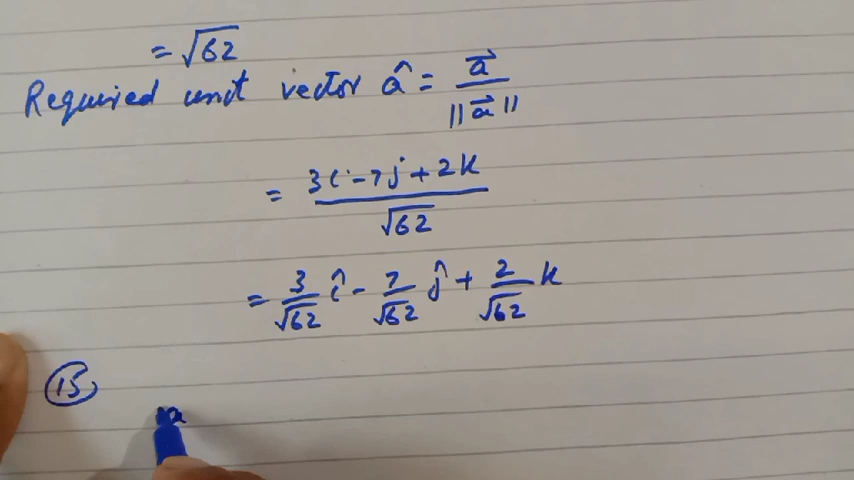 = √62
Required unit vector â = a⃗ / ||a⃗||
= 3i - 7j + 2k / √62
= 3/√62 î - 7/√62 ĵ + 2/√62 k
15